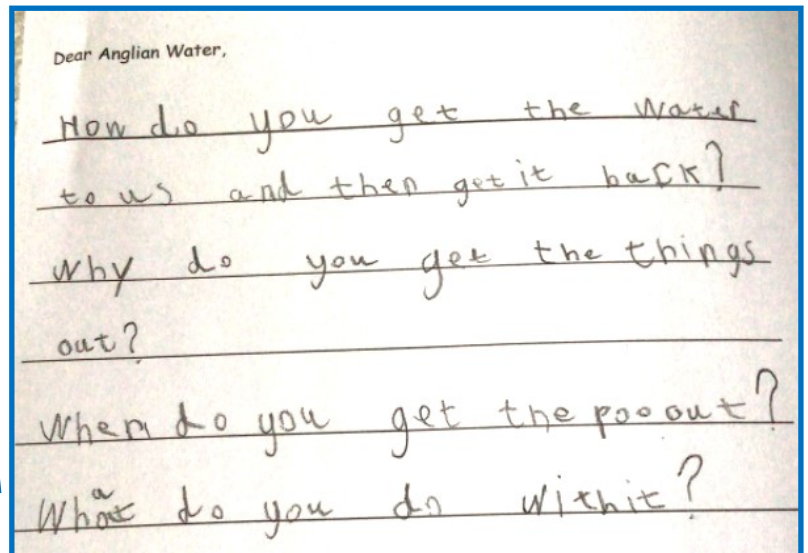 Dear Anglian Water,
How do you get the water
to us and then get it back?
Why do you get the things
out?
When do you get the poo out?
What do you do with it?